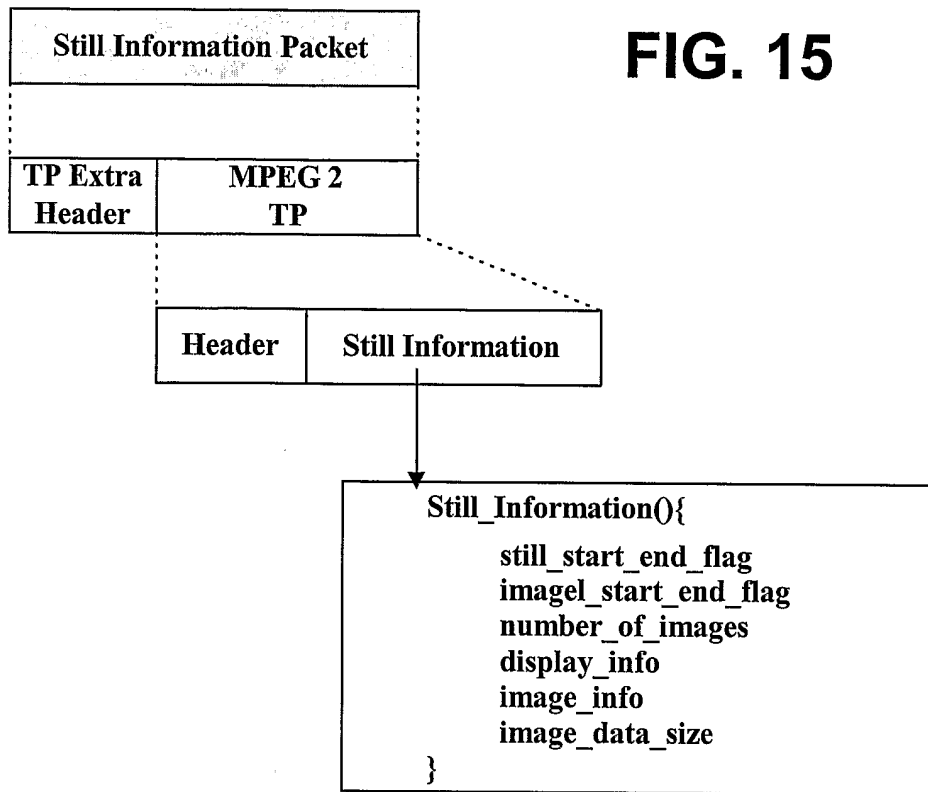 FIG. 15
Still Information Packet
TP Extra
Header
MPEG 2
TP
Header
Still Information
Still_Information(){
still_start_end_flag
imagel_start_end_flag
number_of_images
display_info
image_info
image_data_size
}